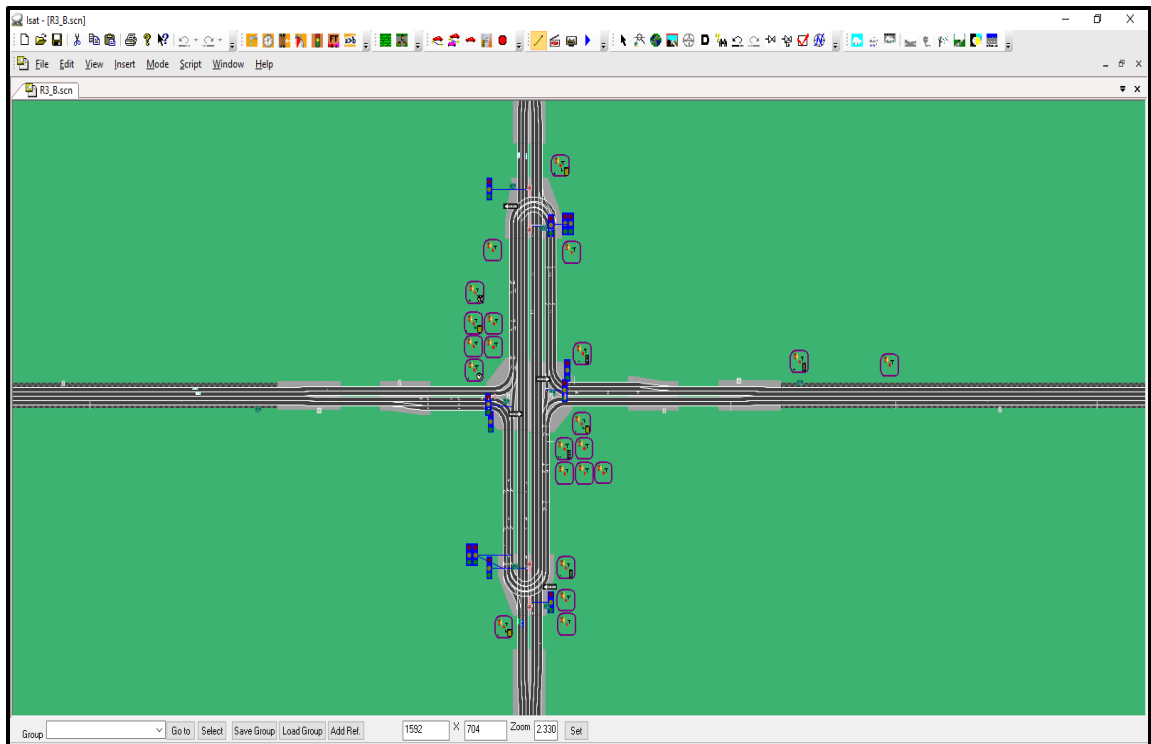 Isat - [R3_B.scn]
File Edit View Insert Mode Script Window Help
R3_B.scn
Group Go to Select Save Group Load Group Add Ref. 1592 X 704 Zoom 2.330 Set